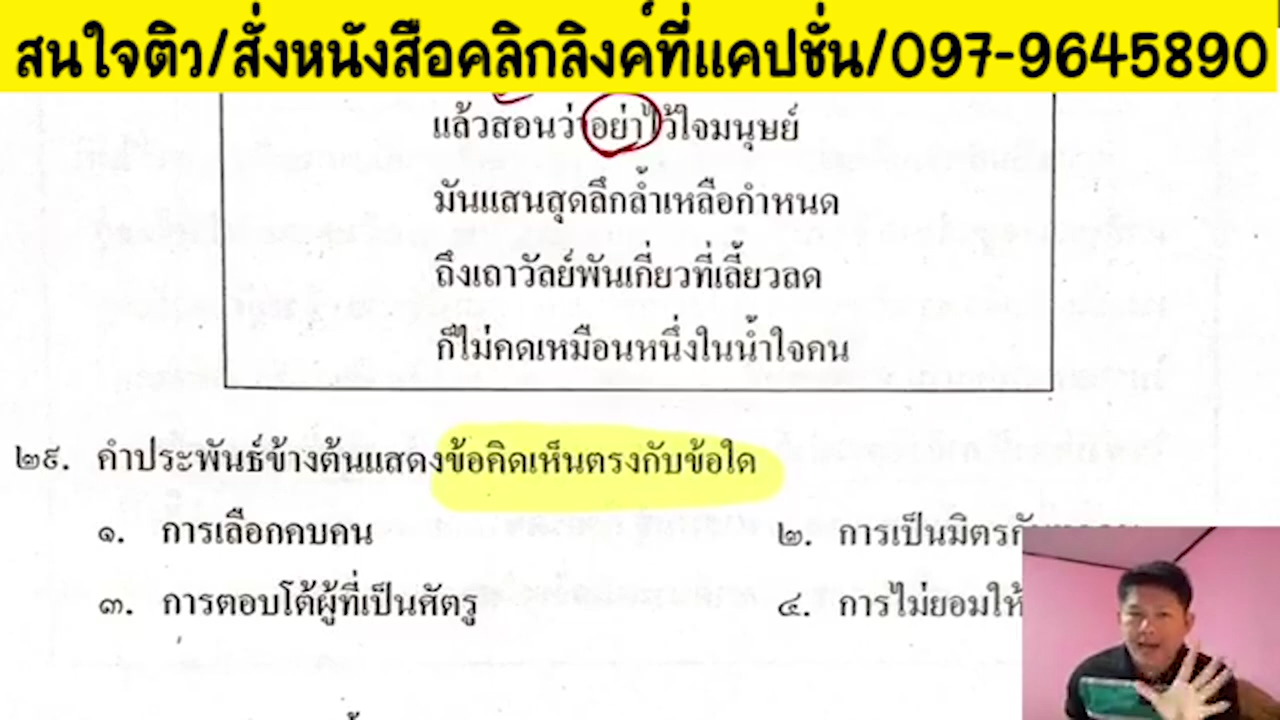 สนใจติว/สั่งหนังสือคลิกลิงค์ที่แคปชั่น/097-9645890
แล้วสอนว่าอย่าไว้ใจมนุษย์
มันแสนสุดลึกล้ำเหลือกำหนด
ถึงเถาวัลย์พันเกี่ยวที่เลี้ยวลด
ก็ไม่คดเหมือนหนึ่งในน้ำใจคน
๒๙. คำประพันธ์ข้างต้นแสดงข้อคิดเห็นตรงกับข้อใด
๑. การเลือกคบคน
๒. การเป็นมิตร
๓. การตอบโต้ผู้ที่เป็นศัตรู
๔. การไม่ยอมให้